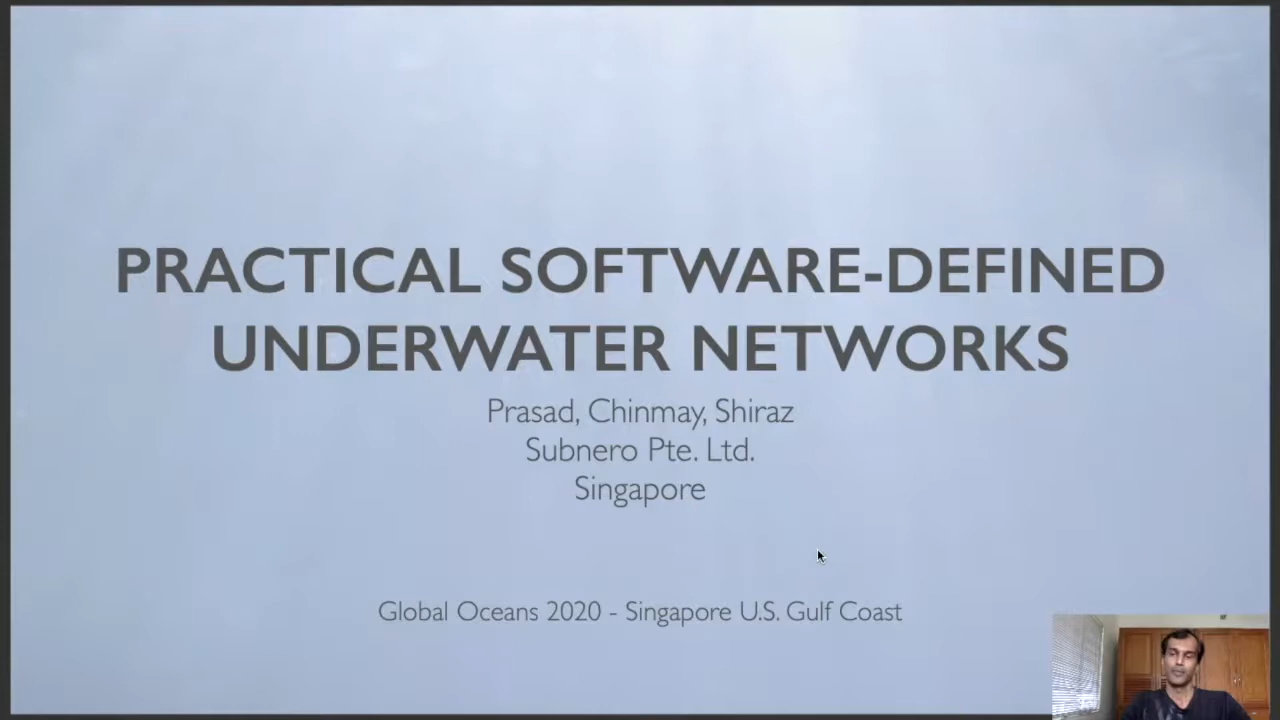 PRACTICAL SOFTWARE-DEFINED
UNDERWATER NETWORKS
Prasad, Chinmay, Shiraz
Subnero Pte. Ltd.
Singapore
Global Oceans 2020 - Singapore U.S. Gulf Coast